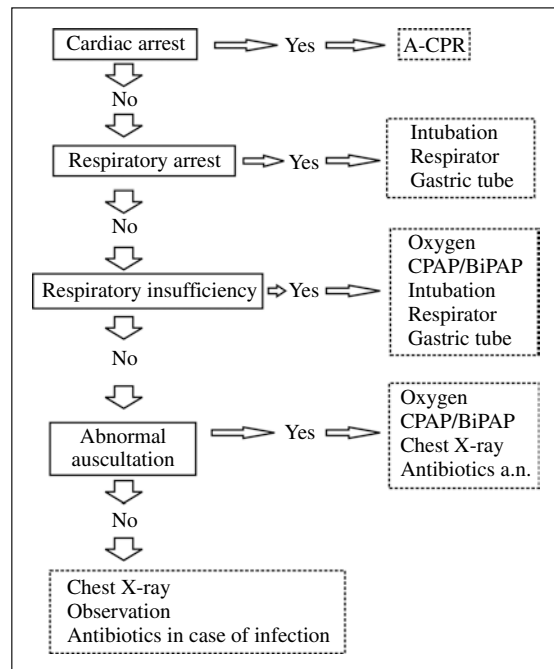 Cardiac arrest
Yes
A-CPR
No
Respiratory arrest
Yes
Intubation
Respirator
Gastric tube
No
Respiratory insufficiency
Yes
Oxygen
CPAP/BiPAP
Intubation
Respirator
Gastric tube
No
Abnormal
auscultation
Yes
Oxygen
CPAP/BiPAP
Chest X-ray
Antibiotics a.n.
No
Chest X-ray
Observation
Antibiotics in case of infection